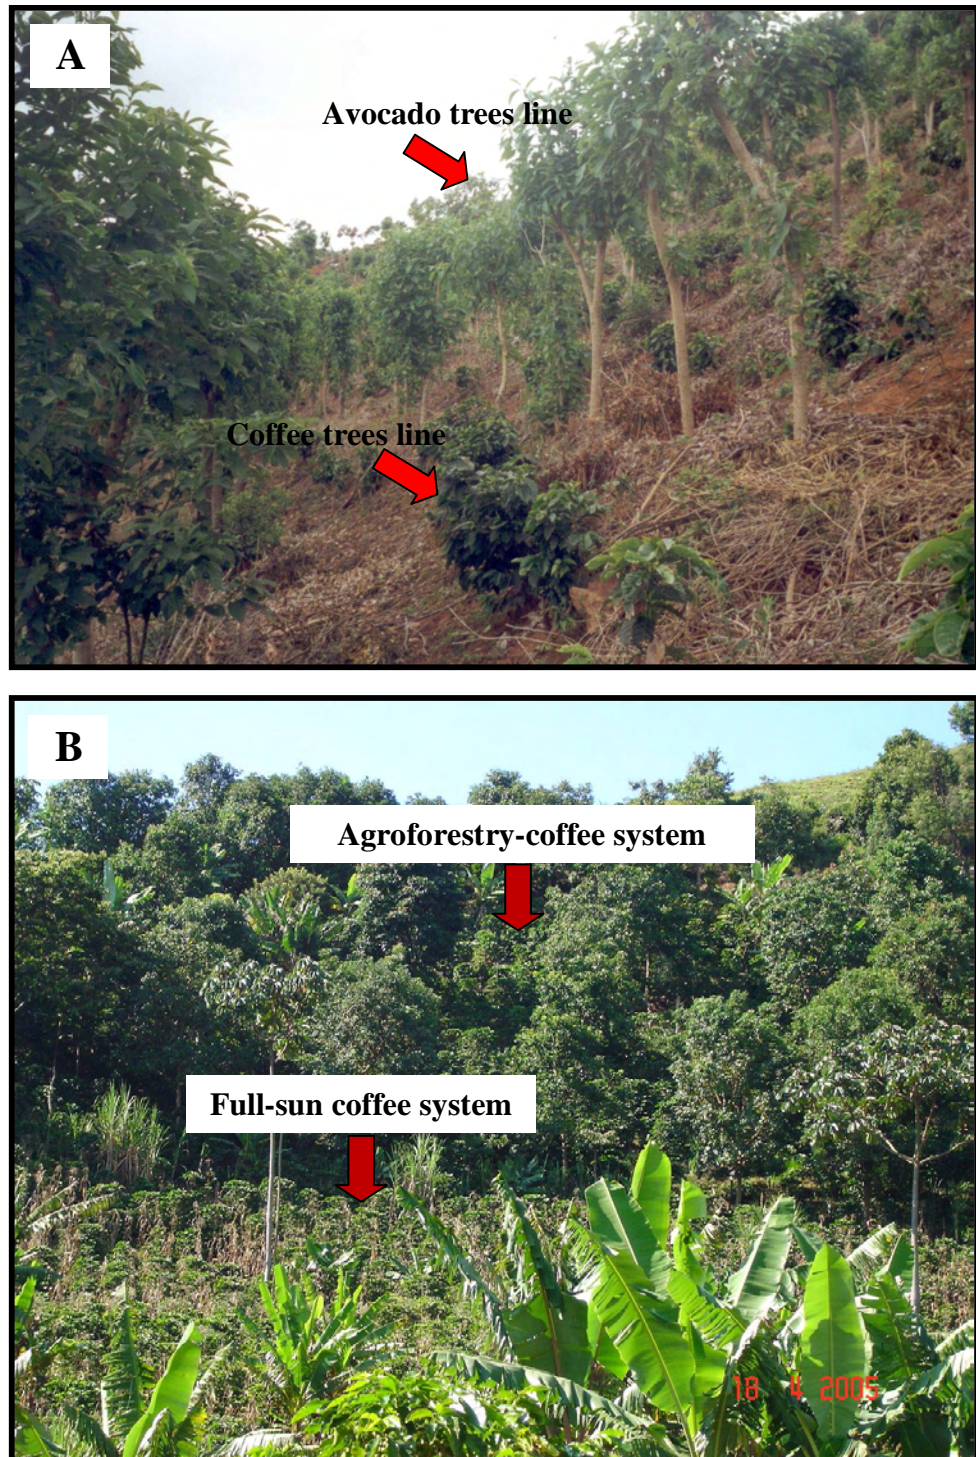 A
Avocado trees line
Coffee trees line
B
Agroforestry-coffee system
Full-sun coffee system
18 4 2005